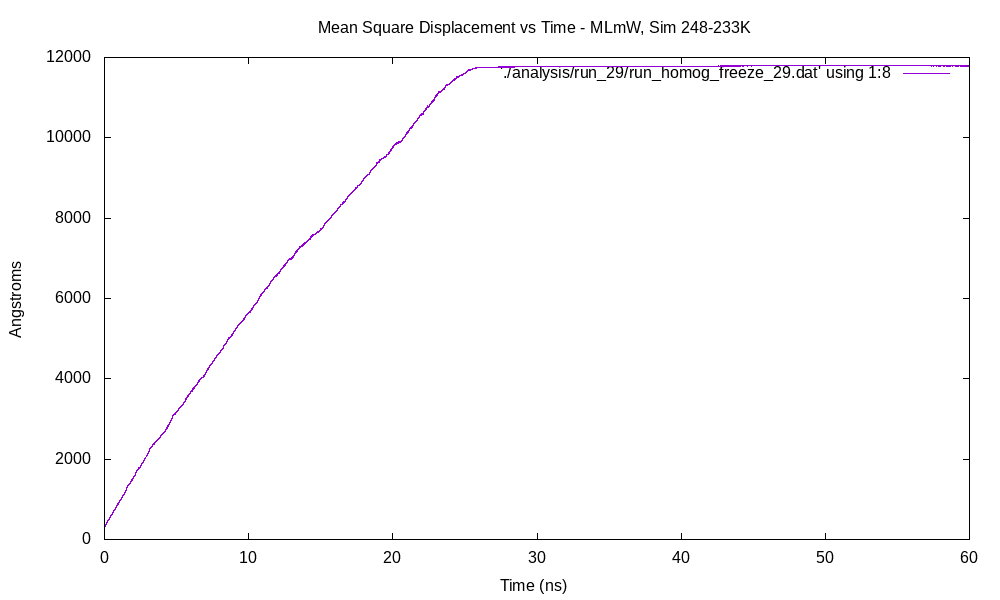 Mean Square Displacement vs Time - MLmW, Sim 248-233K
12000
'./analysis/run_29/run_homog_freeze_29.dat' using 1:8
10000
8000
6000
4000
2000
0
Angstroms
0 10 20 30 40 50 60
Time (ns)